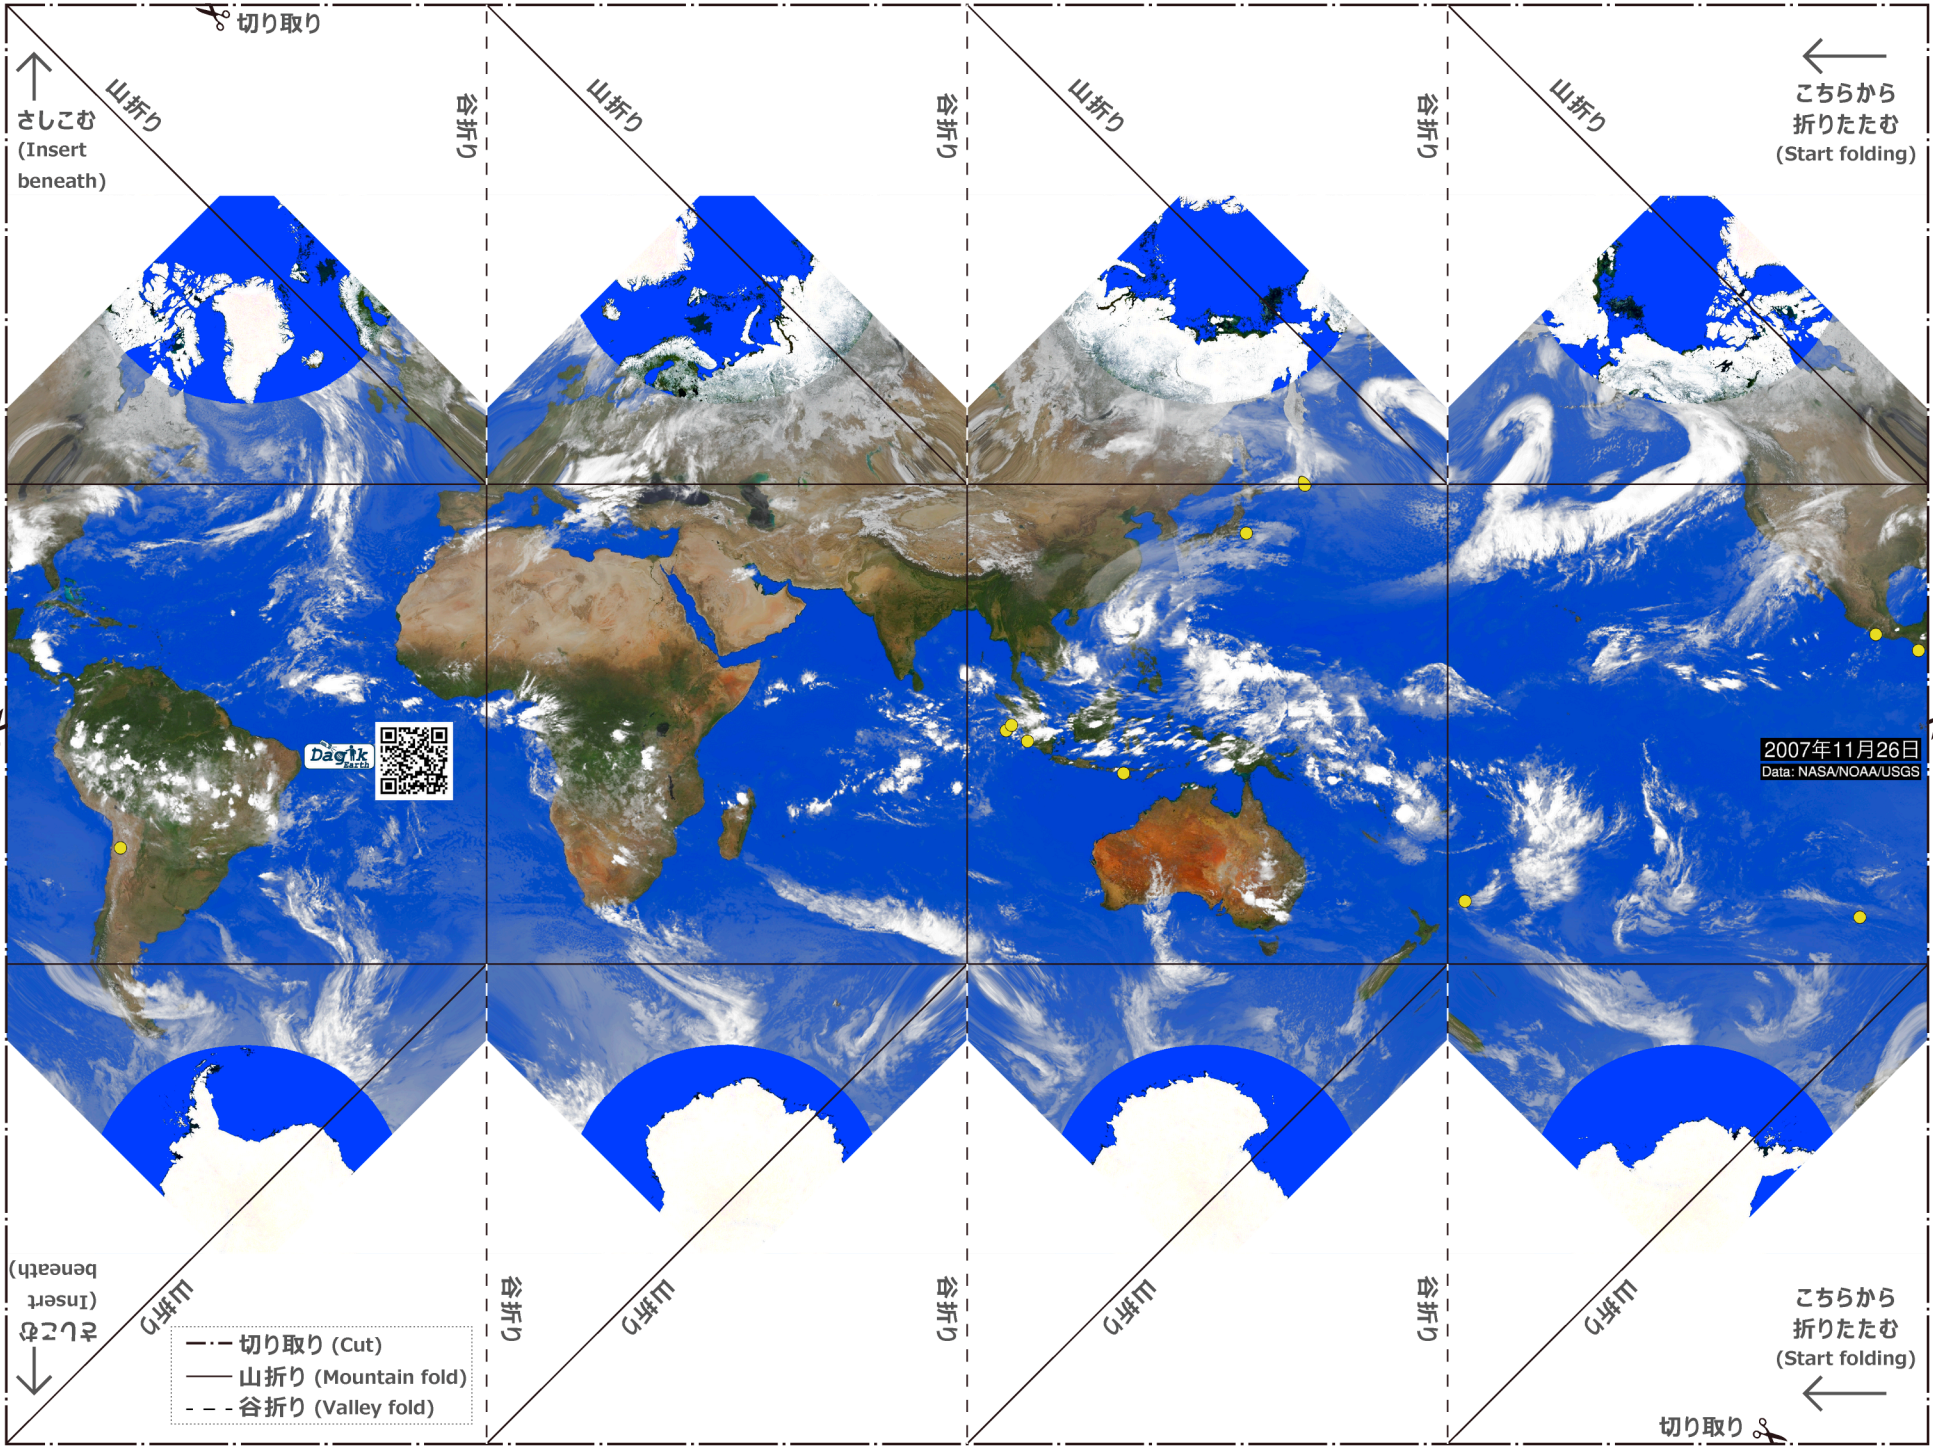 切り取り
山折り
谷折り
山折り
谷折り
山折り
谷折り
山折り
さしこむ
(Insert
beneath)
こちらから
折りたたむ
(Start folding)
Dagik
Earth
2007年11月26日
Data: NASA/NOAA/USGS
さしこむ
(Insert
beneath)
山折り
谷折り
山折り
谷折り
山折り
谷折り
山折り
こちらから
折りたたむ
(Start folding)
切り取り (Cut)
山折り (Mountain fold)
谷折り (Valley fold)
切り取り